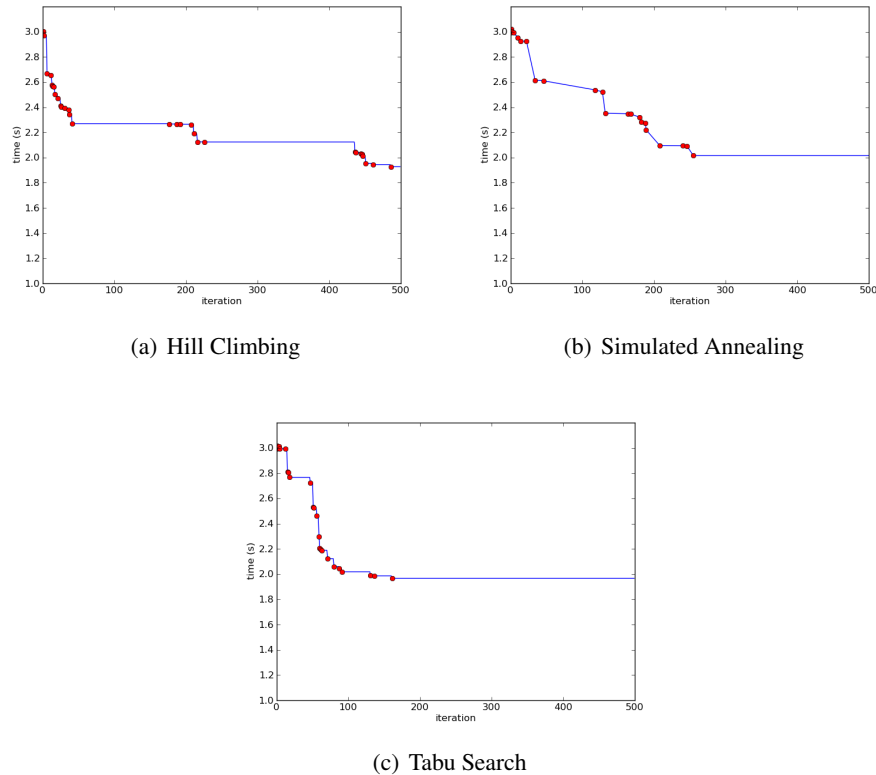 3.0
2.8
2.6
2.4
2.2
2.0
1.8
1.6
1.4
1.2
1.0
time (s)
0 100 200 300 400 500
iteration
(a) Hill Climbing
3.0
2.8
2.6
2.4
2.2
2.0
1.8
1.6
1.4
1.2
1.0
time (s)
0 100 200 300 400 500
iteration
(b) Simulated Annealing
3.0
2.8
2.6
2.4
2.2
2.0
1.8
1.6
1.4
1.2
1.0
time (s)
0 100 200 300 400 500
iteration
(c) Tabu Search